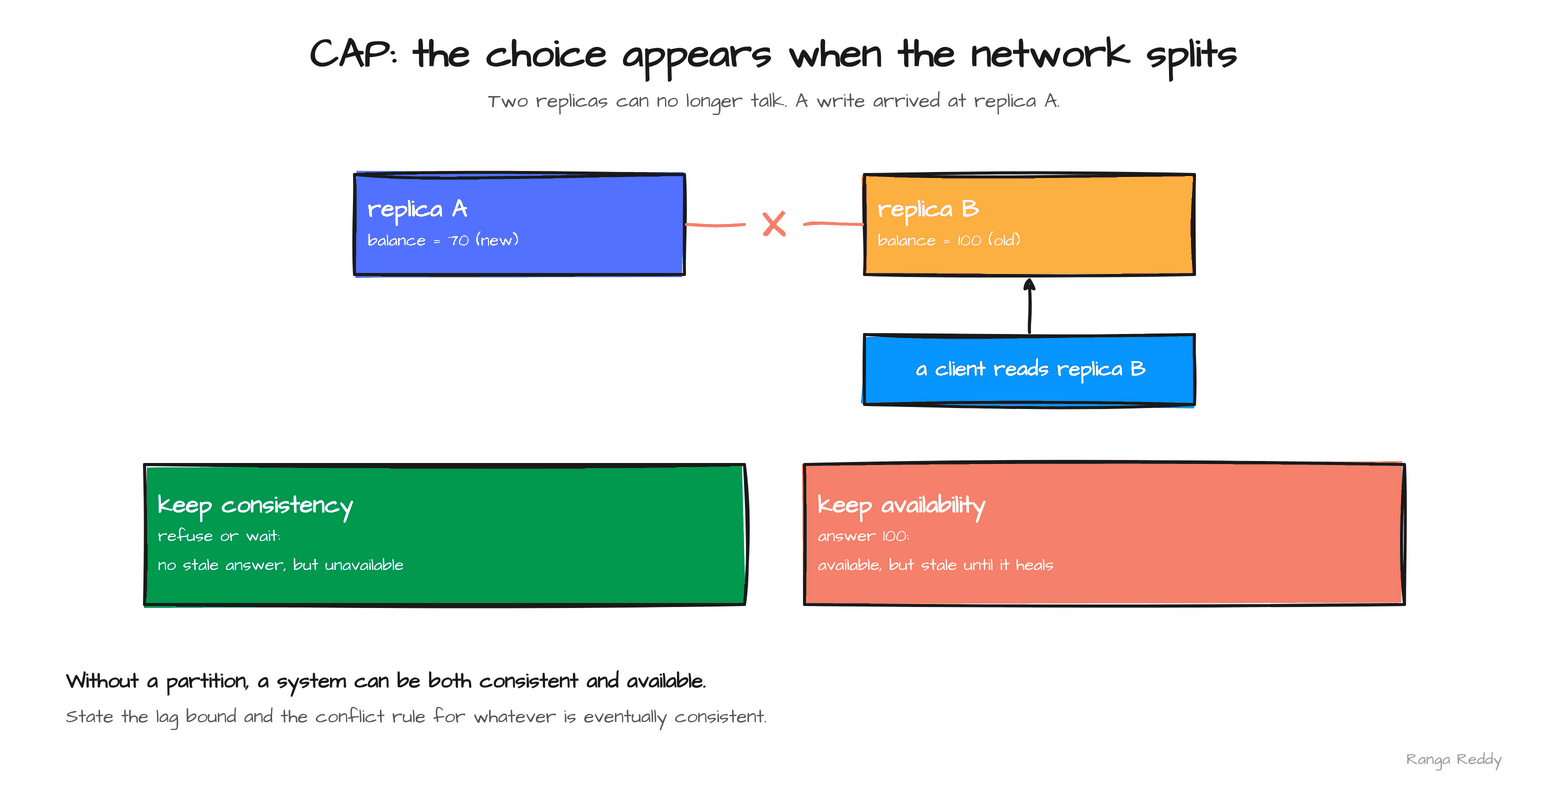 CAP: the choice appears when the network splits
Two replicas can no longer talk. A write arrived at replica A.
replica A
balance = 70 (new)
X
replica B
balance = 100 (old)
a client reads replica B
keep consistency
refuse or wait:
no stale answer, but unavailable
keep availability
answer 100:
available, but stale until it heals
Without a partition, a system can be both consistent and available.
State the lag bound and the conflict rule for whatever is eventually consistent.
Ranga Reddy